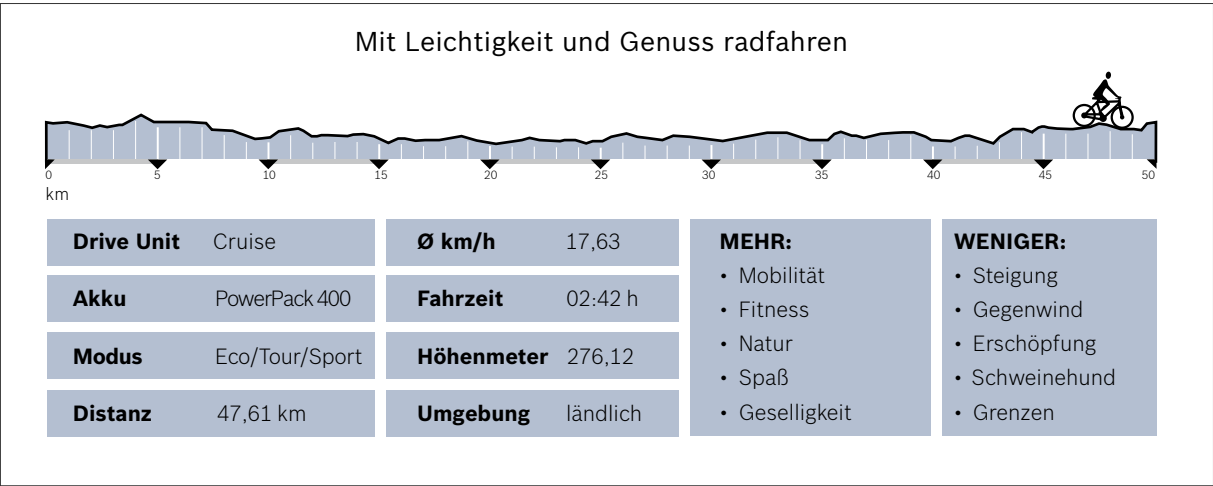 Mit Leichtigkeit und Genuss radfahren
0 5 10 15 20 25 30 35 40 45 50
km
Drive Unit Cruise
Akku PowerPack 400
Modus Eco/Tour/Sport
Distanz 47,61 km
Ø km/h 17,63
Fahrzeit 02:42 h
Höhenmeter 276,12
Umgebung ländlich
MEHR:
• Mobilität
• Fitness
• Natur
• Spaß
• Geselligkeit
WENIGER:
• Steigung
• Gegenwind
• Erschöpfung
• Schweinehund
• Grenzen